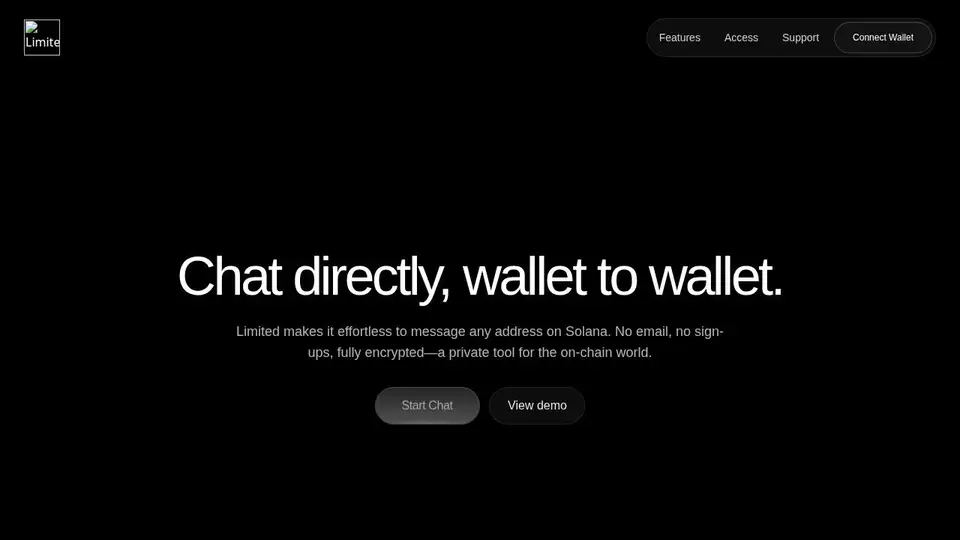 Limite
Features
Access
Support
Connect Wallet
Chat directly, wallet to wallet.
Limited makes it effortless to message any address on Solana. No email, no sign-
ups, fully encrypted—a private tool for the on-chain world.
Start Chat
View demo